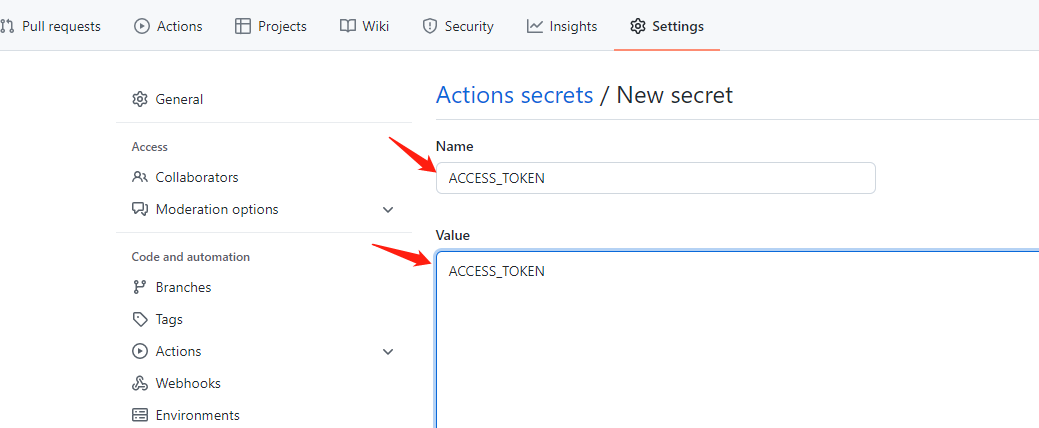 Pull requests Actions Projects Wiki Security Insights Settings
General
Access
Collaborators
Moderation options
Code and automation
Branches
Tags
Actions
Webhooks
Environments
Actions secrets / New secret
Name
ACCESS_TOKEN
Value
ACCESS_TOKEN